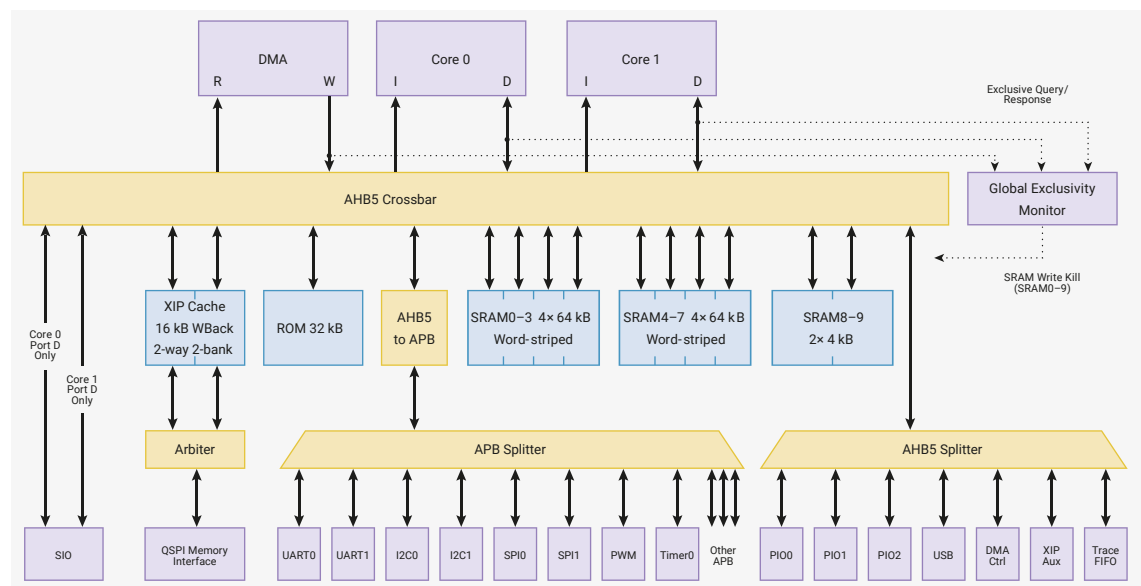 DMA
R
W
Core 0
I
D
Core 1
I
D
Exclusive Query/
Response
AHB5 Crossbar
Global Exclusivity
Monitor
SRAM Write Kill
(SRAM0–9)
Core 0
Port D
Only
Core 1
Port D
Only
XIP Cache
16 kB WBack
2-way 2-bank
ROM 32 kB
AHB5
to APB
SRAM0–3 4× 64 kB
Word-striped
SRAM4–7 4× 64 kB
Word-striped
SRAM8–9
2× 4 kB
Arbiter
APB Splitter
AHB5 Splitter
SIO
QSPI Memory
Interface
UART0
UART1
I2C0
I2C1
SPI0
SPI1
PWM
Timer0
Other
APB
PIO0
PIO1
PIO2
USB
DMA
Ctrl
XIP
Aux
Trace
FIFO